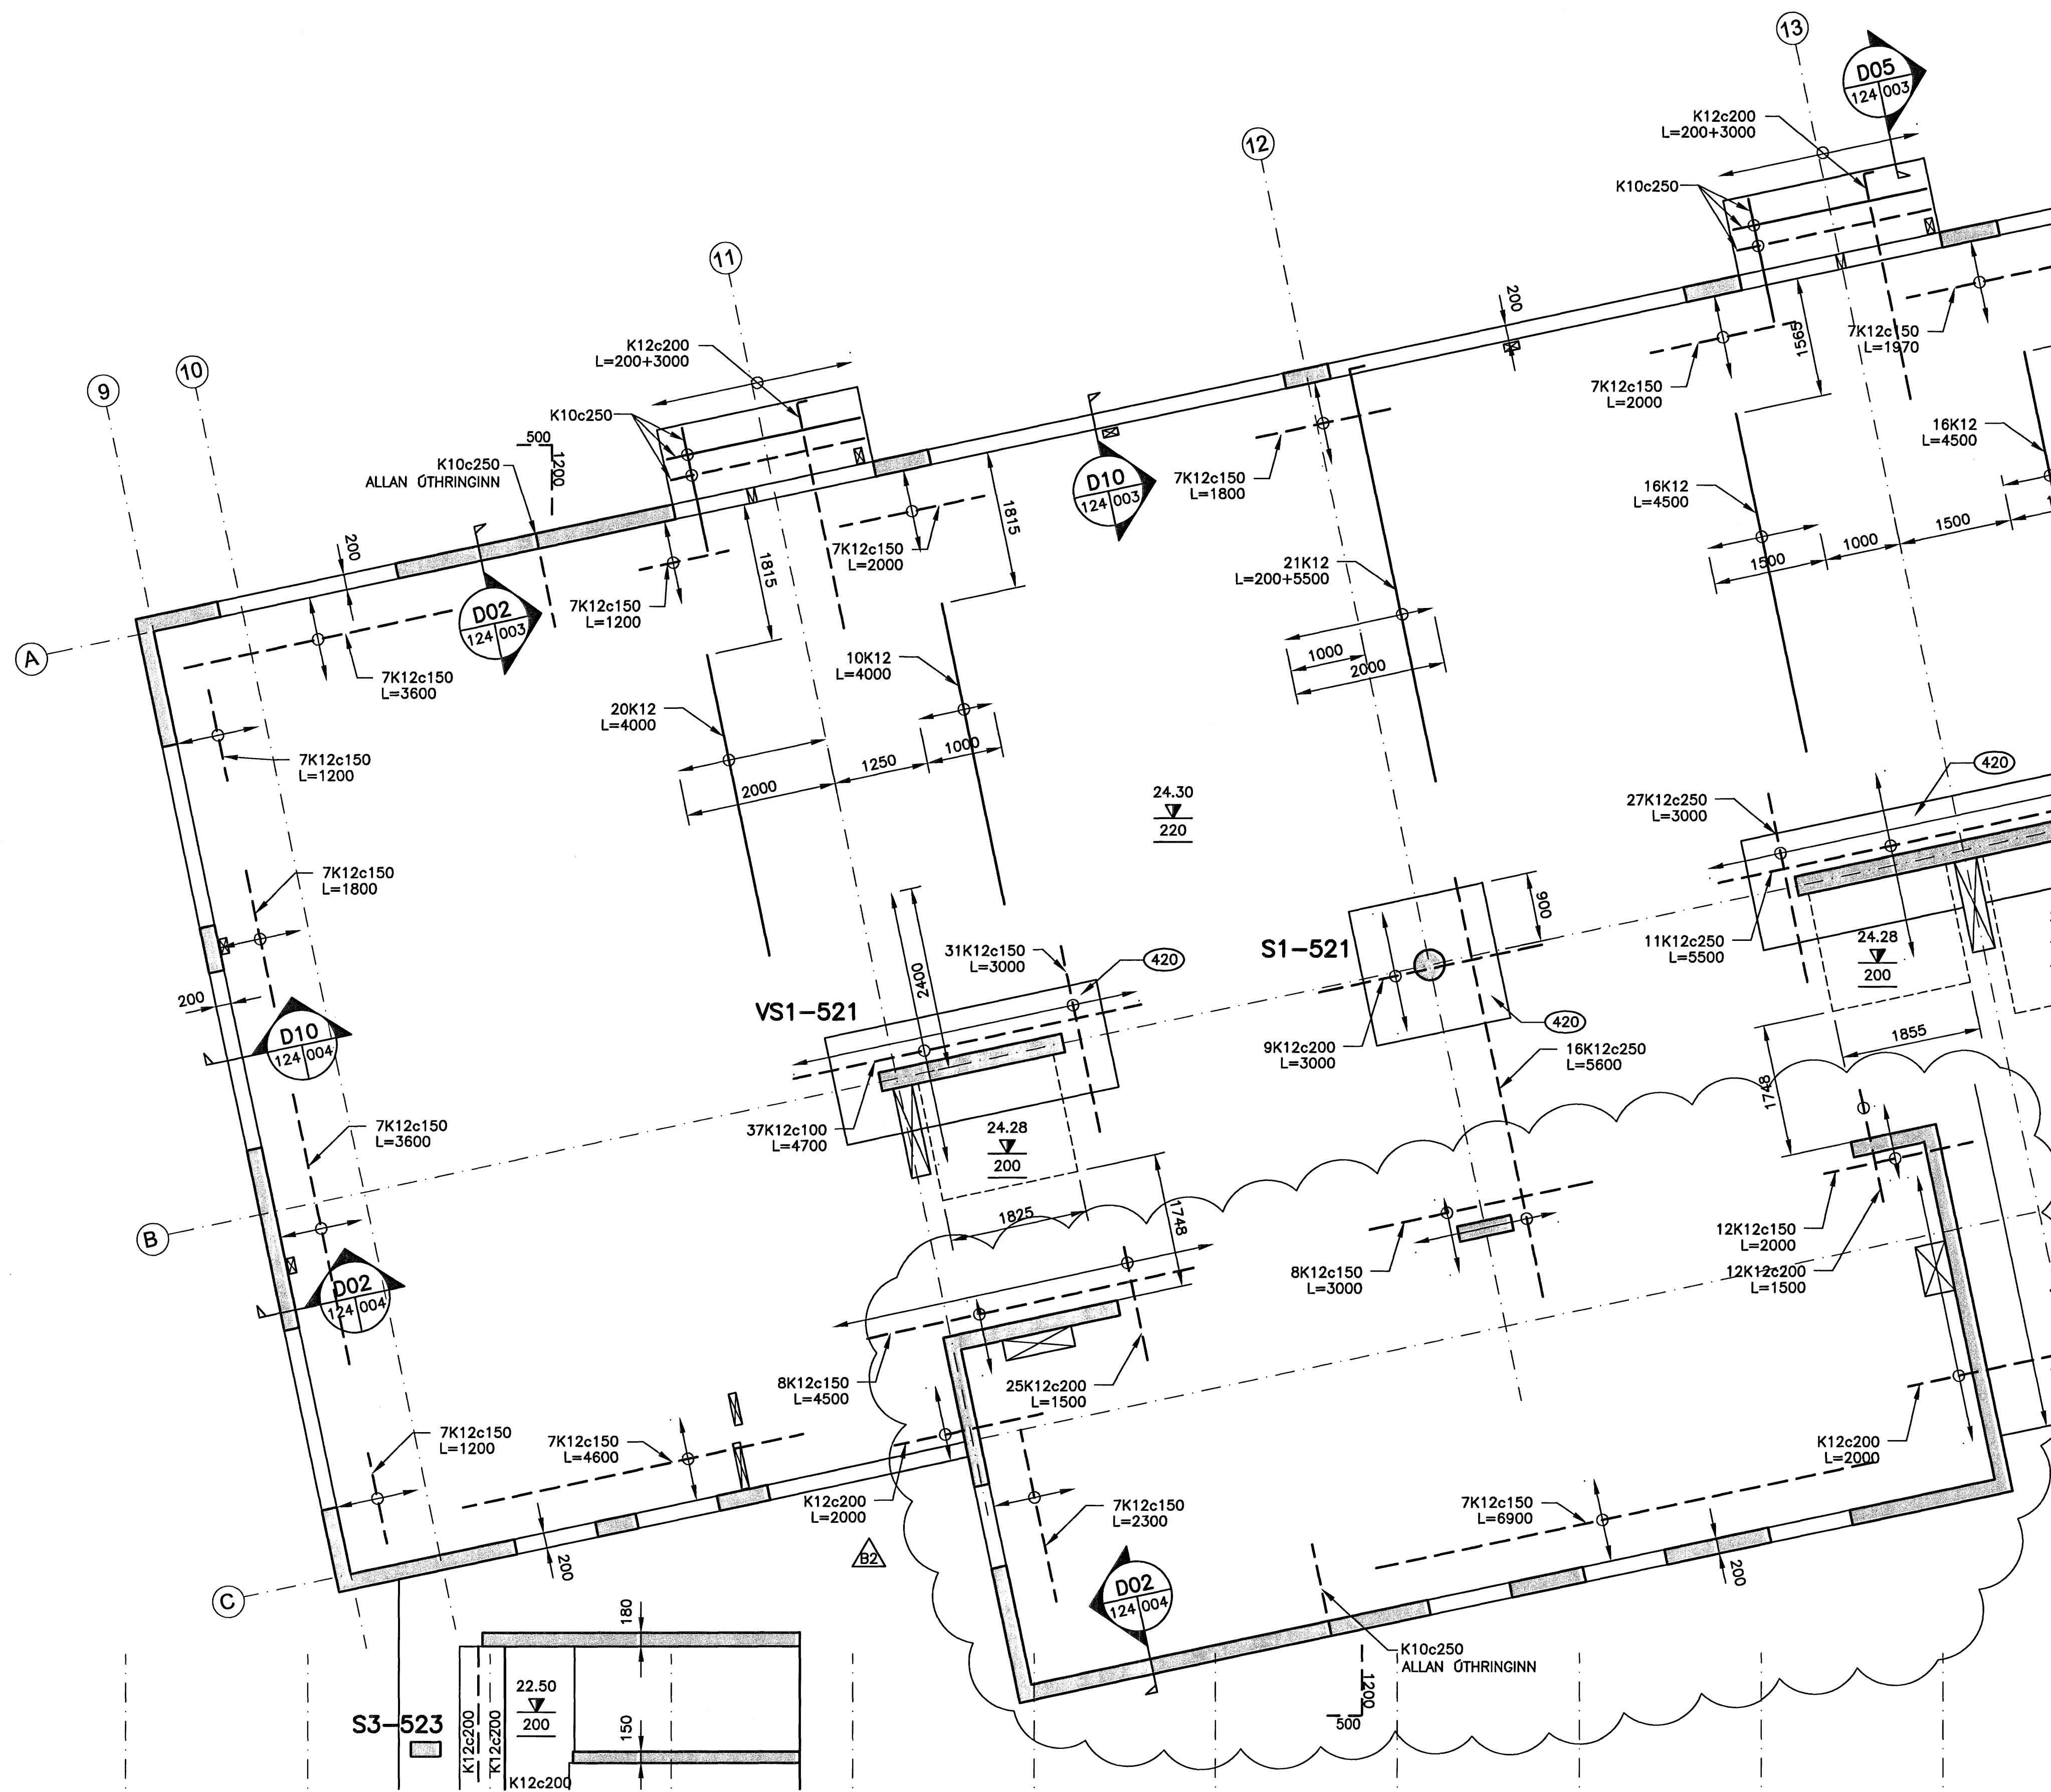 13
D05
124 003
K12c200
L=200+3000
K10c250
12
11
10
9
200
7K12c150
L=1970
1565
7K12c150
L=2000
16K12
L=4500
16K12
L=4500
1500
1000
1500
K12c200
L=200+3000
K10c250
500
1200
K10c250
ALLAN ÚTHRINGINN
D10
124 003
7K12c150
L=1800
1815
7K12c150
L=2000
1815
200
D02
124 003
7K12c150
L=1200
21K12
L=200+5500
1000
2000
A
7K12c150
L=3600
10K12
L=4000
20K12
L=4000
1000
1250
2000
7K12c150
L=1200
24.30
220
420
27K12c250
L=3000
7K12c150
L=1800
900
S1-521
11K12c250
L=5500
24.28
200
31K12c150
L=3000
420
2400
200
VS1-521
D10
124 004
420
9K12c200
L=3000
16K12c250
L=5600
1855
1748
7K12c150
L=3600
37K12c100
L=4700
24.28
200
1825
1748
B
12K12c150
L=2000
8K12c150
L=3000
12K12c200
L=1500
D02
124 004
8K12c150
L=4500
25K12c200
L=1500
7K12c150
L=1200
7K12c150
L=4600
K12c200
L=2000
K12c200
L=2000
7K12c150
L=2300
7K12c150
L=6900
B2
200
200
C
D02
124 004
180
K10c250
ALLAN ÚTHRINGINN
1200
500
22.50
200
S3-523
K12c200
K12c200
150
K12c200